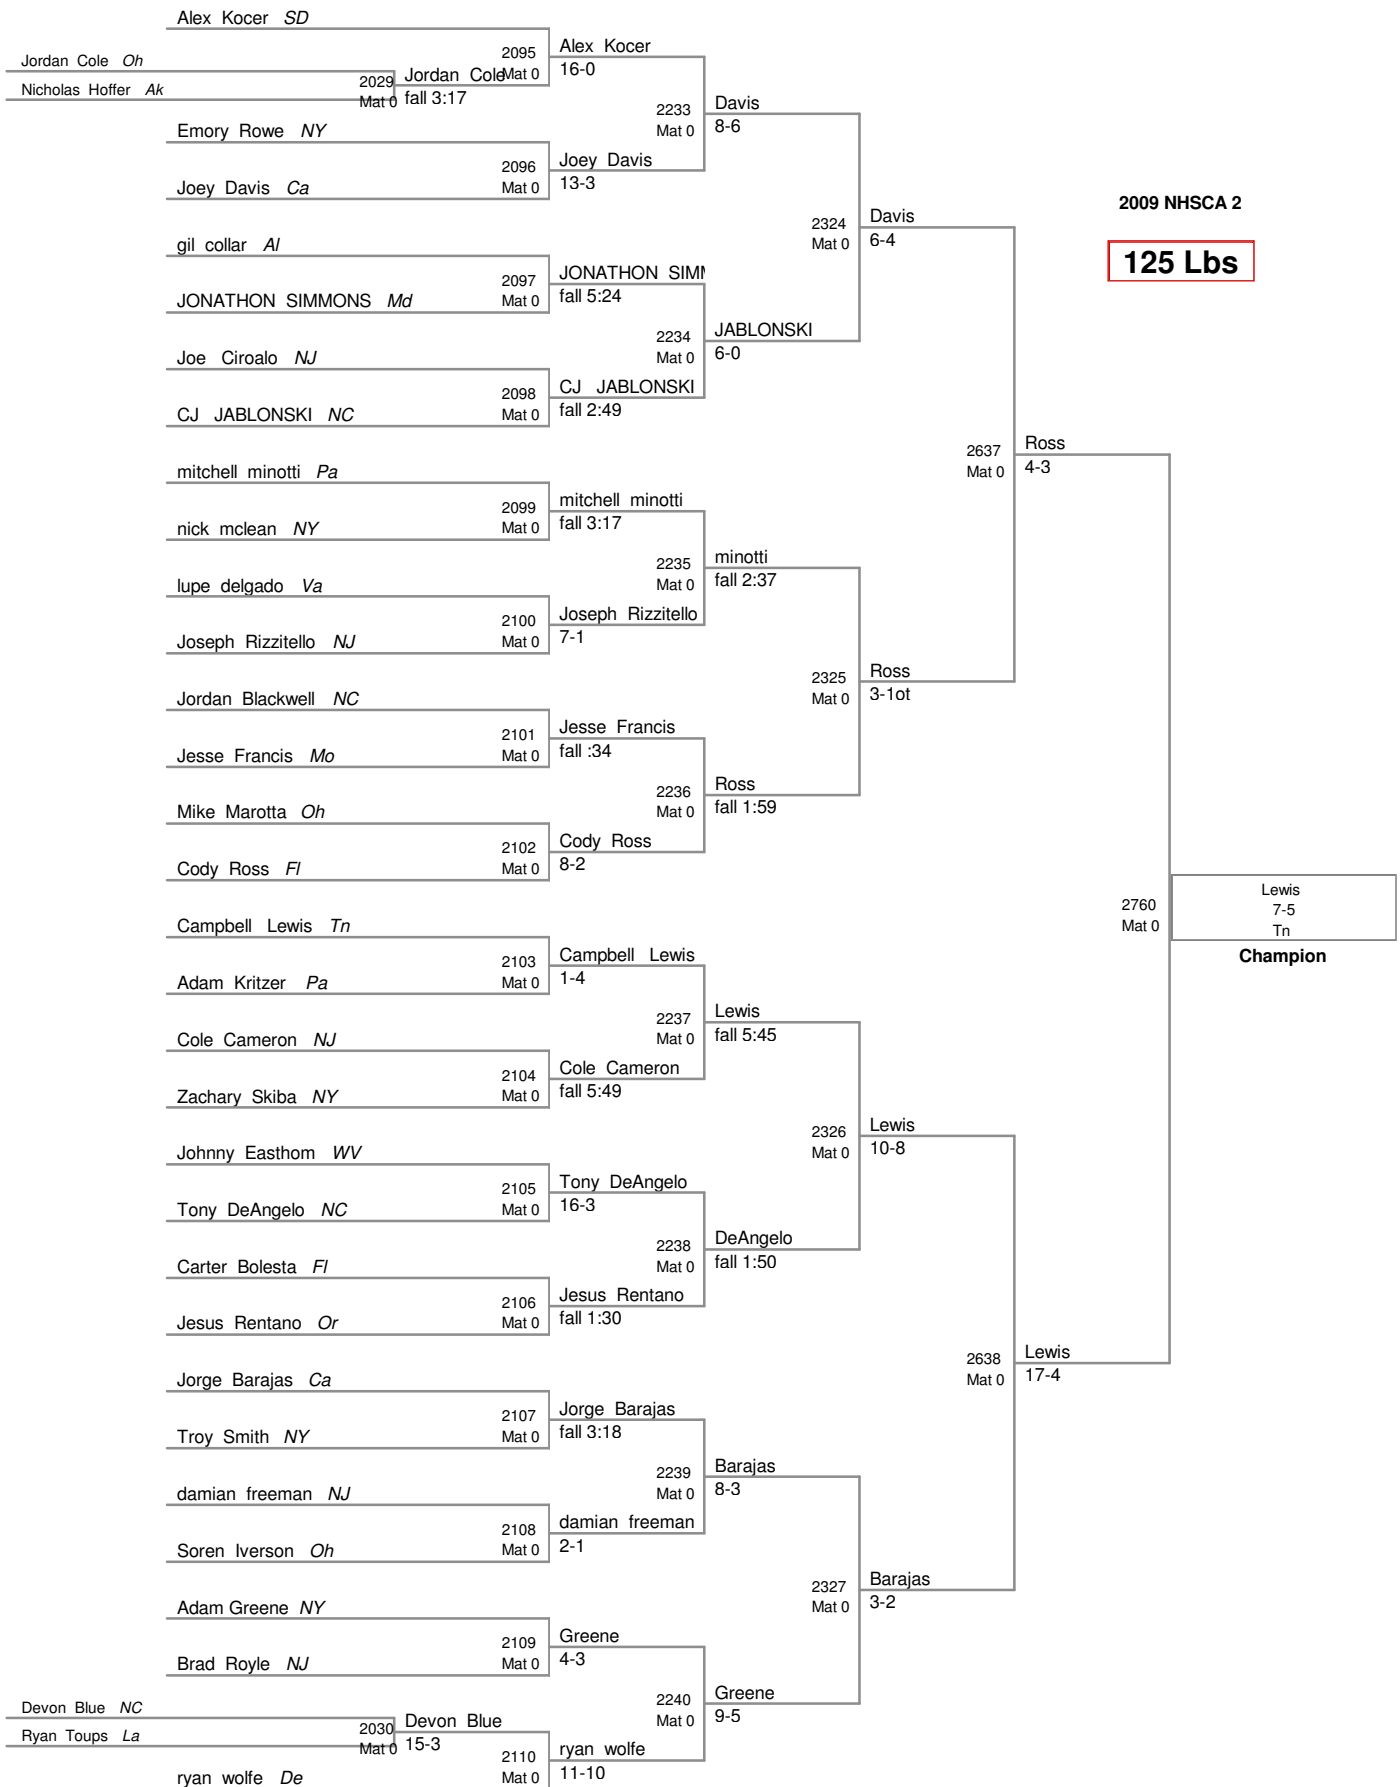 Alex Kocer SD
Jordan Cole Oh
Nicholas Hoffer Ak
2029
Mat 0
Jordan Cole
fall 3:17
2095
Mat 0
Alex Kocer
16-0
Emory Rowe NY
Joey Davis Ca
2096
Mat 0
Joey Davis
13-3
2233
Mat 0
Davis
8-6
gil collar Al
JONATHON SIMMONS Md
2097
Mat 0
JONATHON SIMM
fall 5:24
Joe Ciroalo NJ
CJ JABLONSKI NC
2098
Mat 0
CJ JABLONSKI
fall 2:49
2234
Mat 0
JABLONSKI
6-0
2324
Mat 0
Davis
6-4
2009 NHSCA 2
125 Lbs
mitchell minotti Pa
nick mclean NY
2099
Mat 0
mitchell minotti
fall 3:17
lupe delgado Va
Joseph Rizzitello NJ
2100
Mat 0
Joseph Rizzitello
7-1
2235
Mat 0
minotti
fall 2:37
Jordan Blackwell NC
Jesse Francis Mo
2101
Mat 0
Jesse Francis
fall :34
Mike Marotta Oh
Cody Ross Fl
2102
Mat 0
Cody Ross
8-2
2236
Mat 0
Ross
fall 1:59
2325
Mat 0
Ross
3-1ot
2637
Mat 0
Ross
4-3
Campbell Lewis Tn
Adam Kritzer Pa
2103
Mat 0
Campbell Lewis
1-4
Cole Cameron NJ
Zachary Skiba NY
2104
Mat 0
Cole Cameron
fall 5:49
2237
Mat 0
Lewis
fall 5:45
Johnny Easthom WV
Tony DeAngelo NC
2105
Mat 0
Tony DeAngelo
16-3
Carter Bolesta Fl
Jesus Rentano Or
2106
Mat 0
Jesus Rentano
fall 1:30
2238
Mat 0
DeAngelo
fall 1:50
2326
Mat 0
Lewis
10-8
Jorge Barajas Ca
Troy Smith NY
2107
Mat 0
Jorge Barajas
fall 3:18
damian freeman NJ
Soren Iverson Oh
2108
Mat 0
damian freeman
2-1
2239
Mat 0
Barajas
8-3
Adam Greene NY
Brad Royle NJ
2109
Mat 0
Greene
4-3
Devon Blue NC
Ryan Toups La
2030
Mat 0
Devon Blue
15-3
ryan wolfe De
2110
Mat 0
ryan wolfe
11-10
2240
Mat 0
Greene
9-5
2327
Mat 0
Barajas
3-2
2638
Mat 0
Lewis
17-4
2760
Mat 0
Lewis
7-5
Tn
Champion